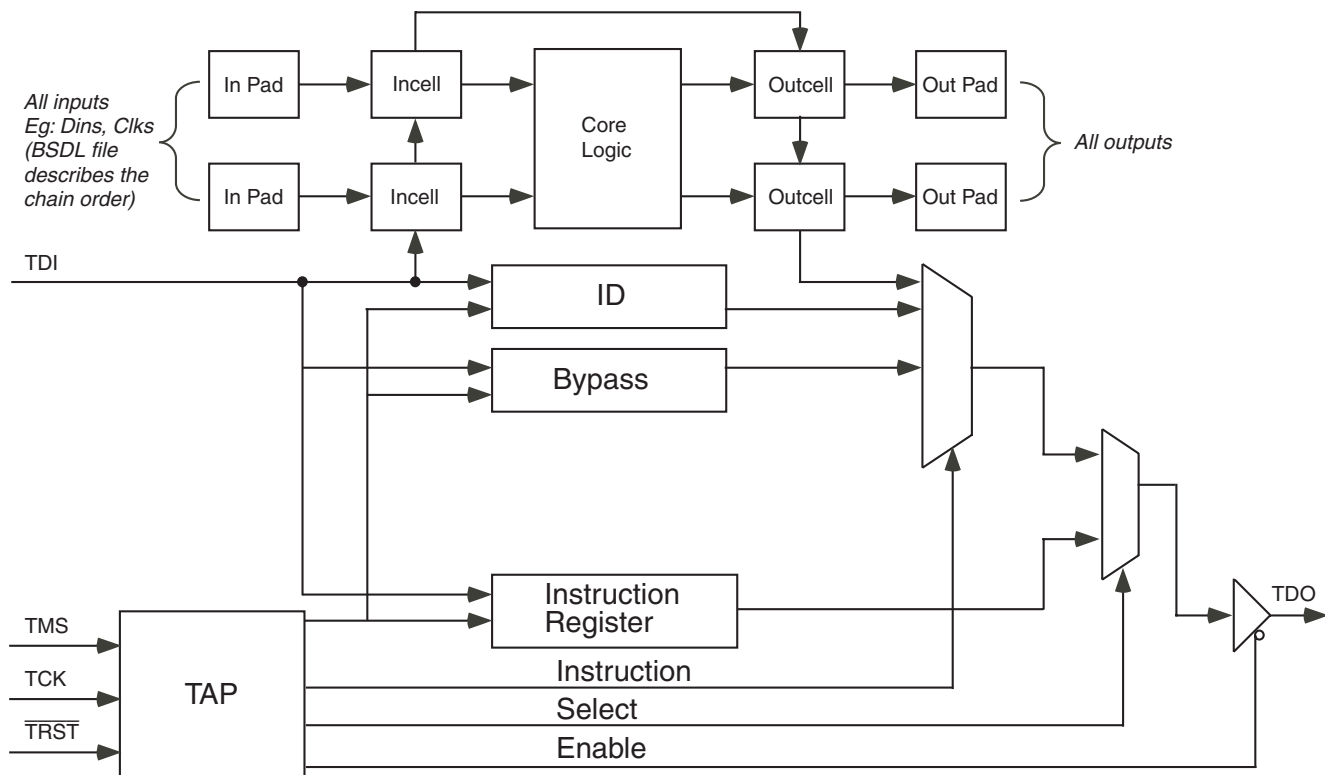 In Pad
Incell
Core
Logic
Outcell
Out Pad
All inputs
Eg: Dins, Clks
(BSDL file
describes the
chain order)
All outputs
In Pad
Incell
Outcell
Out Pad
TDI
ID
Bypass
Instruction
Register
TDO
TMS
TCK
TRST
TAP
Instruction
Select
Enable